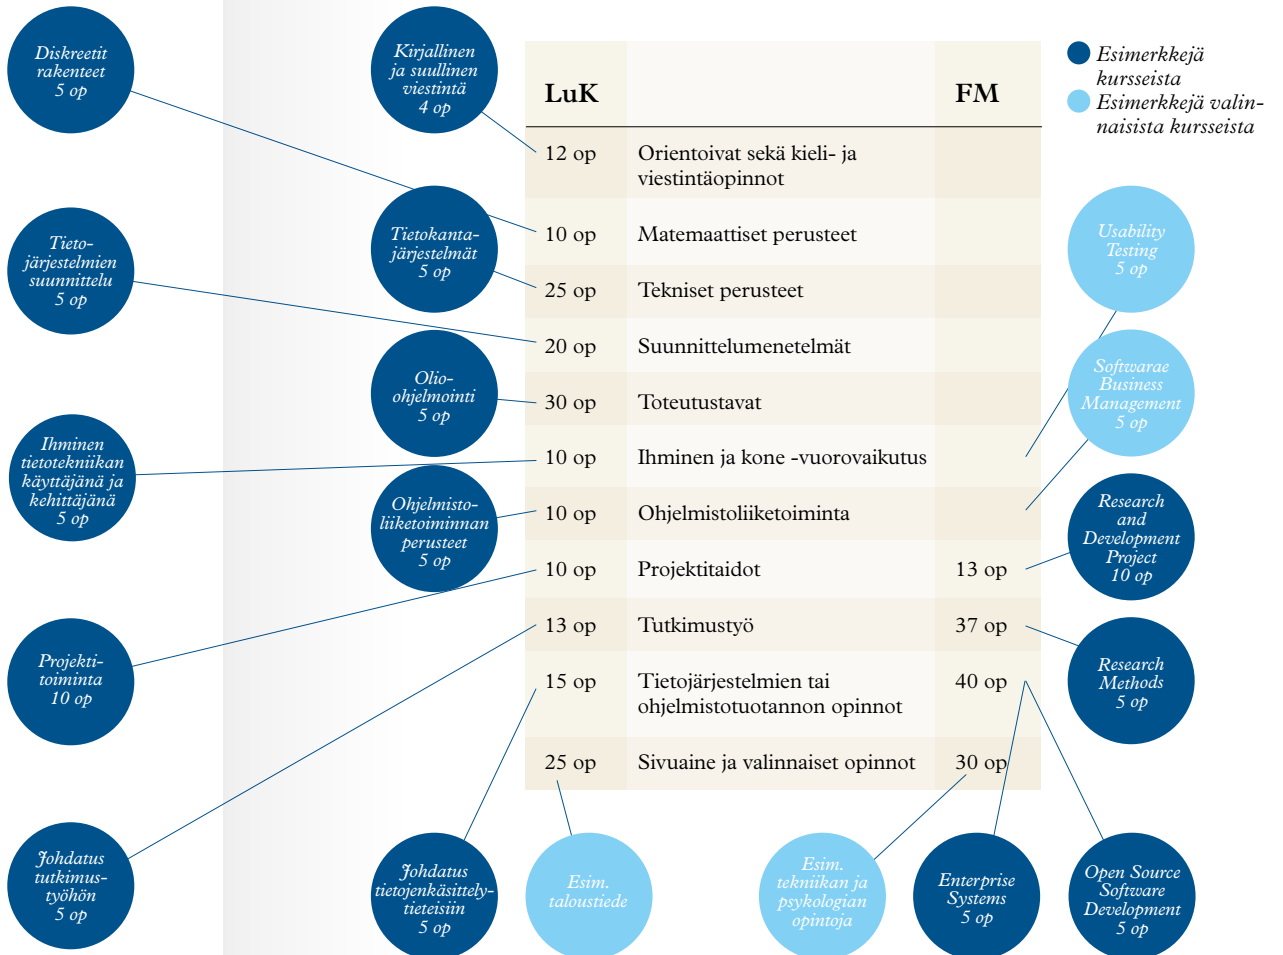 Diskreetit
rakenteet
5 op
Kirjallinen
ja suullinen
viestintä
4 op
Tieto-
järjestelmien
suunnittelu
5 op
Tietokanta-
järjestelmät
5 op
Olio-
ohjelmointi
5 op
Ihminen
tietotekniikan
käyttäjänä ja
kehittäjänä
5 op
Ohjelmisto-
liiketoiminnan
perusteet
5 op
Projekti-
toiminta
10 op
Johdatus
tutkimus-
työhön
5 op
Johdatus
tietojenkäsittely-
tieteisiin
5 op
LuK FM
12 op Orientoivat sekä kieli- ja
viestintäopinnot
10 op Matemaattiset perusteet
25 op Tekniset perusteet
20 op Suunnittelumenetelmät
30 op Toteutustavat
10 op Ihminen ja kone -vuorovaikutus
10 op Ohjelmistoliiketoiminta
10 op Projektitaidot 13 op
13 op Tutkimustyö 37 op
15 op Tietojärjestelmien tai 40 op
ohjelmistotuotannon opinnot
25 op Sivuaine ja valinnaiset opinnot 30 op
Esim.
taloustiede
Esim.
tekniikan ja
psykologian
opintoja
Enterprise
Systems
5 op
Open Source
Software
Development
5 op
Esimerkkejä
kursseista
Esimerkkejä valin-
naisista kursseista
Usability
Testing
5 op
Softwarae
Business
Management
5 op
Research
and
Development
Project
10 op
Research
Methods
5 op